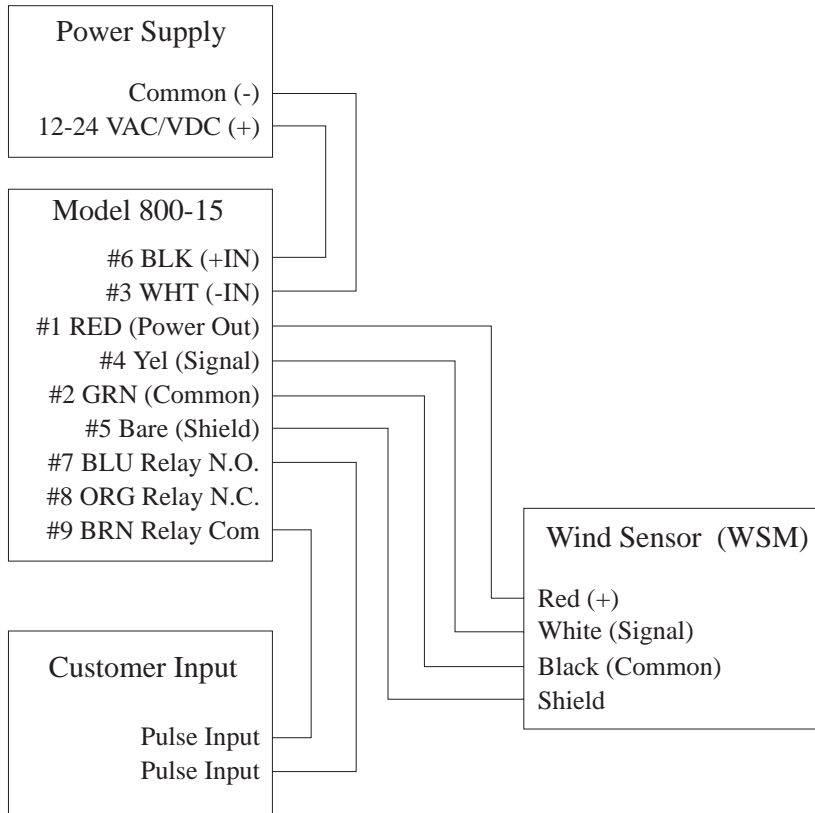 Power Supply
Common (-)
12-24 VAC/VDC (+)
Model 800-15
#6 BLK (+IN)
#3 WHT (-IN)
#1 RED (Power Out)
#4 Yel (Signal)
#2 GRN (Common)
#5 Bare (Shield)
#7 BLU Relay N.O.
#8 ORG Relay N.C.
#9 BRN Relay Com
Wind Sensor (WSM)
Red (+)
White (Signal)
Black (Common)
Shield
Customer Input
Pulse Input
Pulse Input